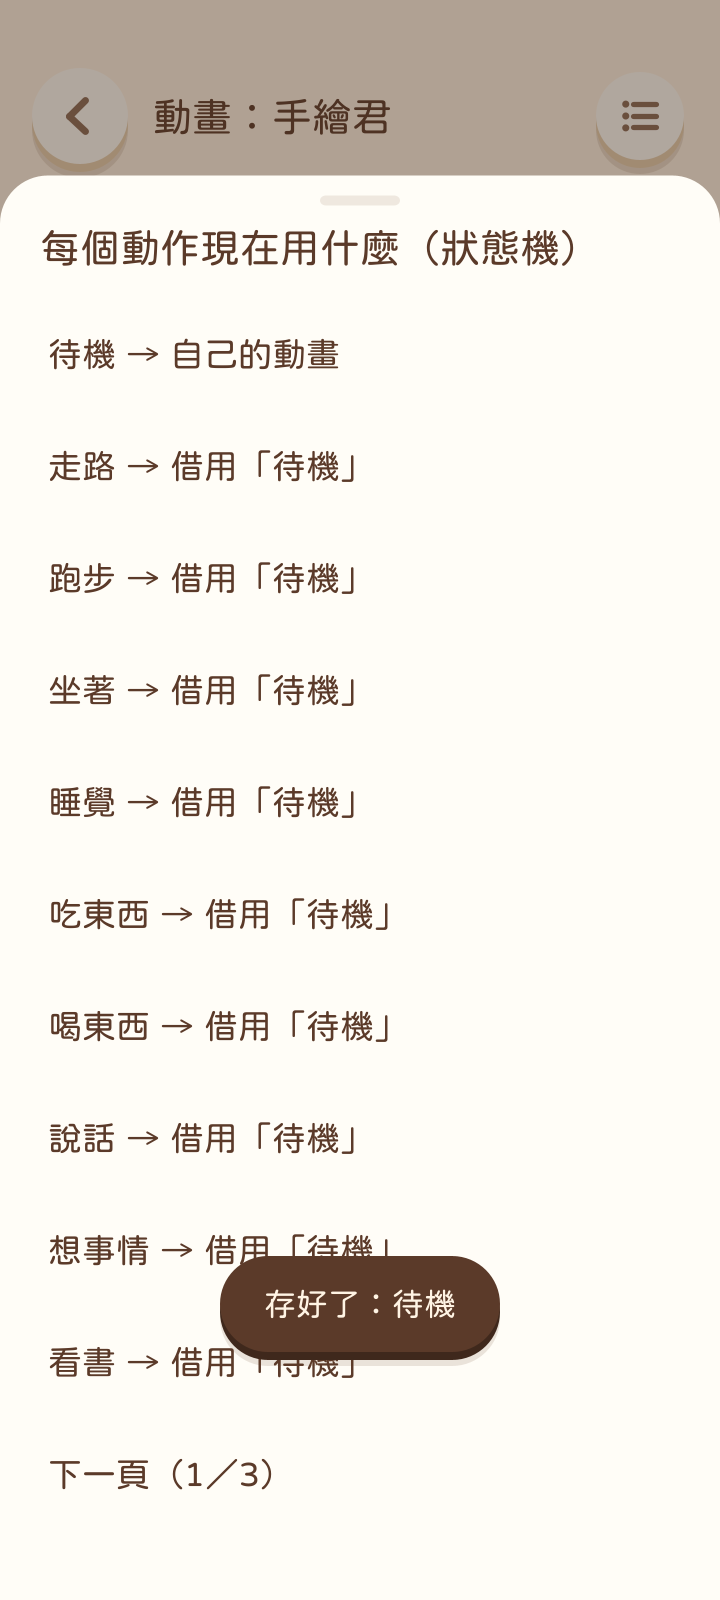 動畫：手繪君
每個動作現在用什麼（狀態機）
待機 → 自己的動畫
走路 → 借用「待機」
跑步 → 借用「待機」
坐著 → 借用「待機」
睡覺 → 借用「待機」
吃東西 → 借用「待機」
喝東西 → 借用「待機」
說話 → 借用「待機」
想事情 → 借用「待機」
存好了：待機
看書 → 借用「待機」
下一頁（1／3）